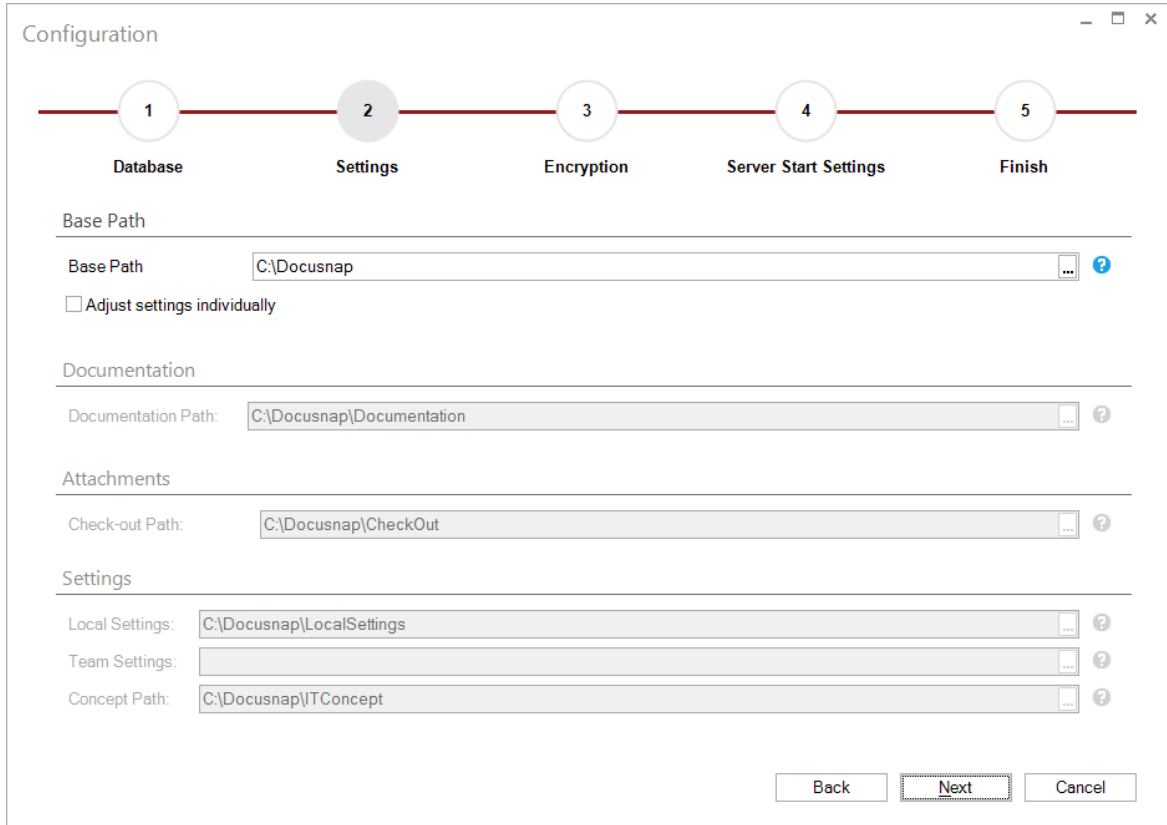 Configuration
1 2 3 4 5
Database Settings Encryption Server Start Settings Finish
Base Path
Base Path C:\Docusnap ... ?
Adjust settings individually
Documentation
Documentation Path: C:\Docusnap\Documentation ... ?
Attachments
Check-out Path: C:\Docusnap\CheckOut ... ?
Settings
Local Settings: C:\Docusnap\LocalSettings ... ?
Team Settings: ... ?
Concept Path: C:\Docusnap\ITConcept ... ?
Back Next Cancel